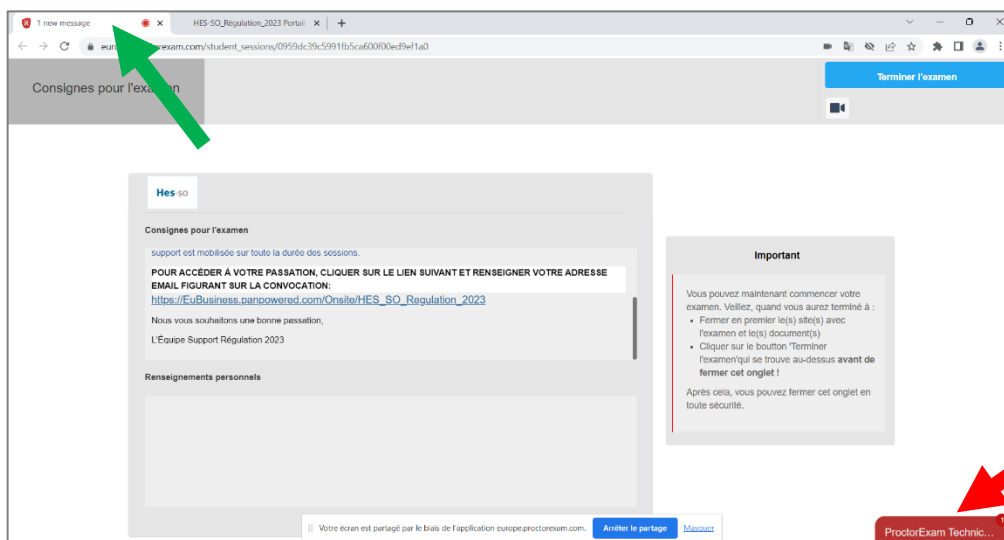 1 new message
HES-SO_Régulation_2023 Portail
proctorexam.com/student_sessions/0959dc39c5991fb5ca600f00ed9ef1a0
Consignes pour l'examen
Terminer l'examen
Hes-so
Consignes pour l'examen
support est mobilisée sur toute la durée des sessions.
POUR ACCÉDER À VOTRE PASSATION, CLIQUER SUR LE LIEN SUIVANT ET RENSEIGNER VOTRE ADRESSE
EMAIL FIGURANT SUR LA CONVOCATION:
https://EuBusiness.panpowered.com/Onsite/HES_SO_Regulation_2023
Nous vous souhaitons une bonne passation,
L'Équipe Support Régulation 2023
Renseignements personnels
Important
Vous pouvez maintenant commencer votre
examen. Veillez, quand vous aurez terminé à :
Fermer en premier le(s) site(s) avec
l'examen et le(s) document(s)
Cliquer sur le boutton 'Terminer
l'examen'qui se trouve au-dessus avant de
fermer cet onglet !
Après cela, vous pouvez fermer cet onglet en
toute sécurité.
Votre écran est partagé par le biais de l'application europe.proctorexam.com.
Arrêter le partage
Masquer
ProctorExam Technic...
1